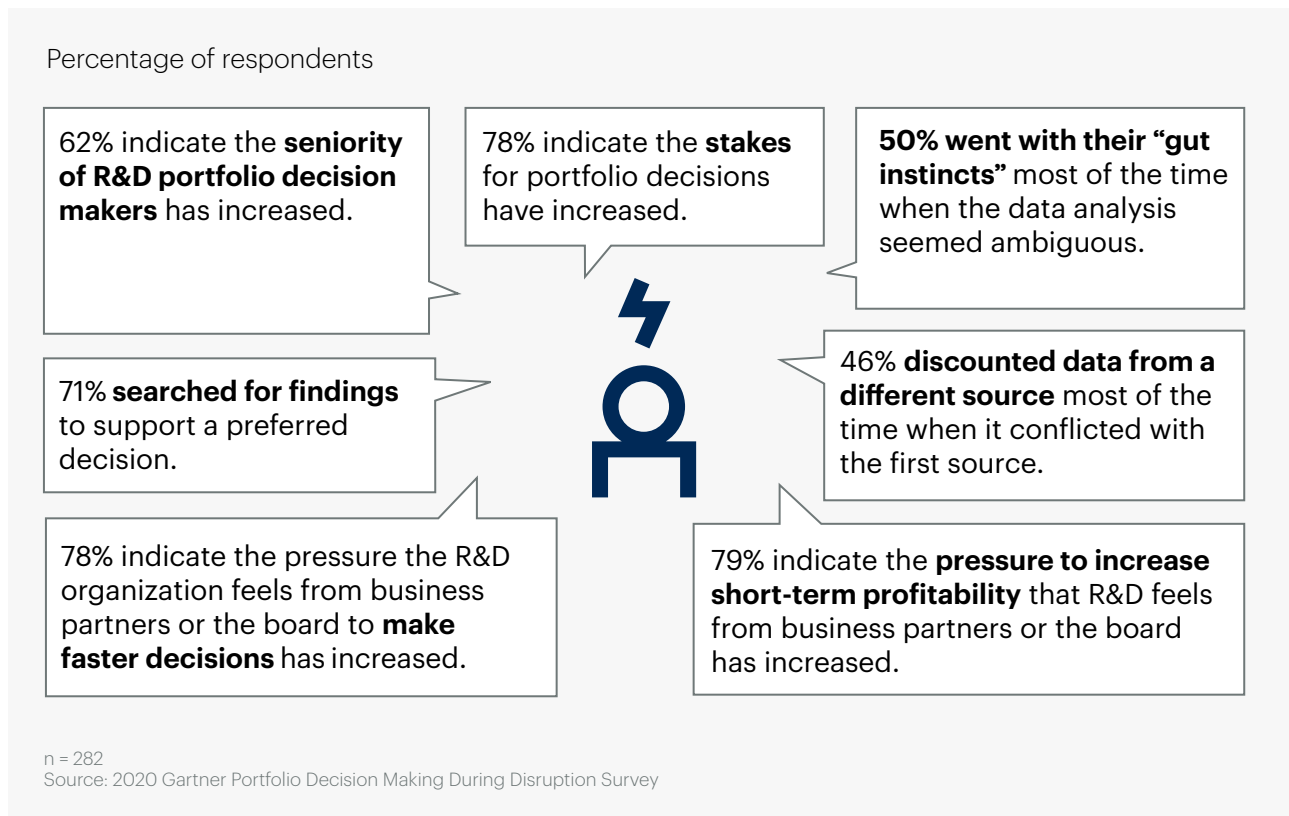 Percentage of respondents
62% indicate the seniority
of R&D portfolio decision
makers has increased.
78% indicate the stakes
for portfolio decisions
have increased.
50% went with their “gut
instincts” most of the time
when the data analysis
seemed ambiguous.
71% searched for findings
to support a preferred
decision.
46% discounted data from a
different source most of the
time when it conflicted with
the first source.
78% indicate the pressure the R&D
organization feels from business
partners or the board to make
faster decisions has increased.
79% indicate the pressure to increase
short-term profitability that R&D feels
from business partners or the board
has increased.
n = 282
Source: 2020 Gartner Portfolio Decision Making During Disruption Survey